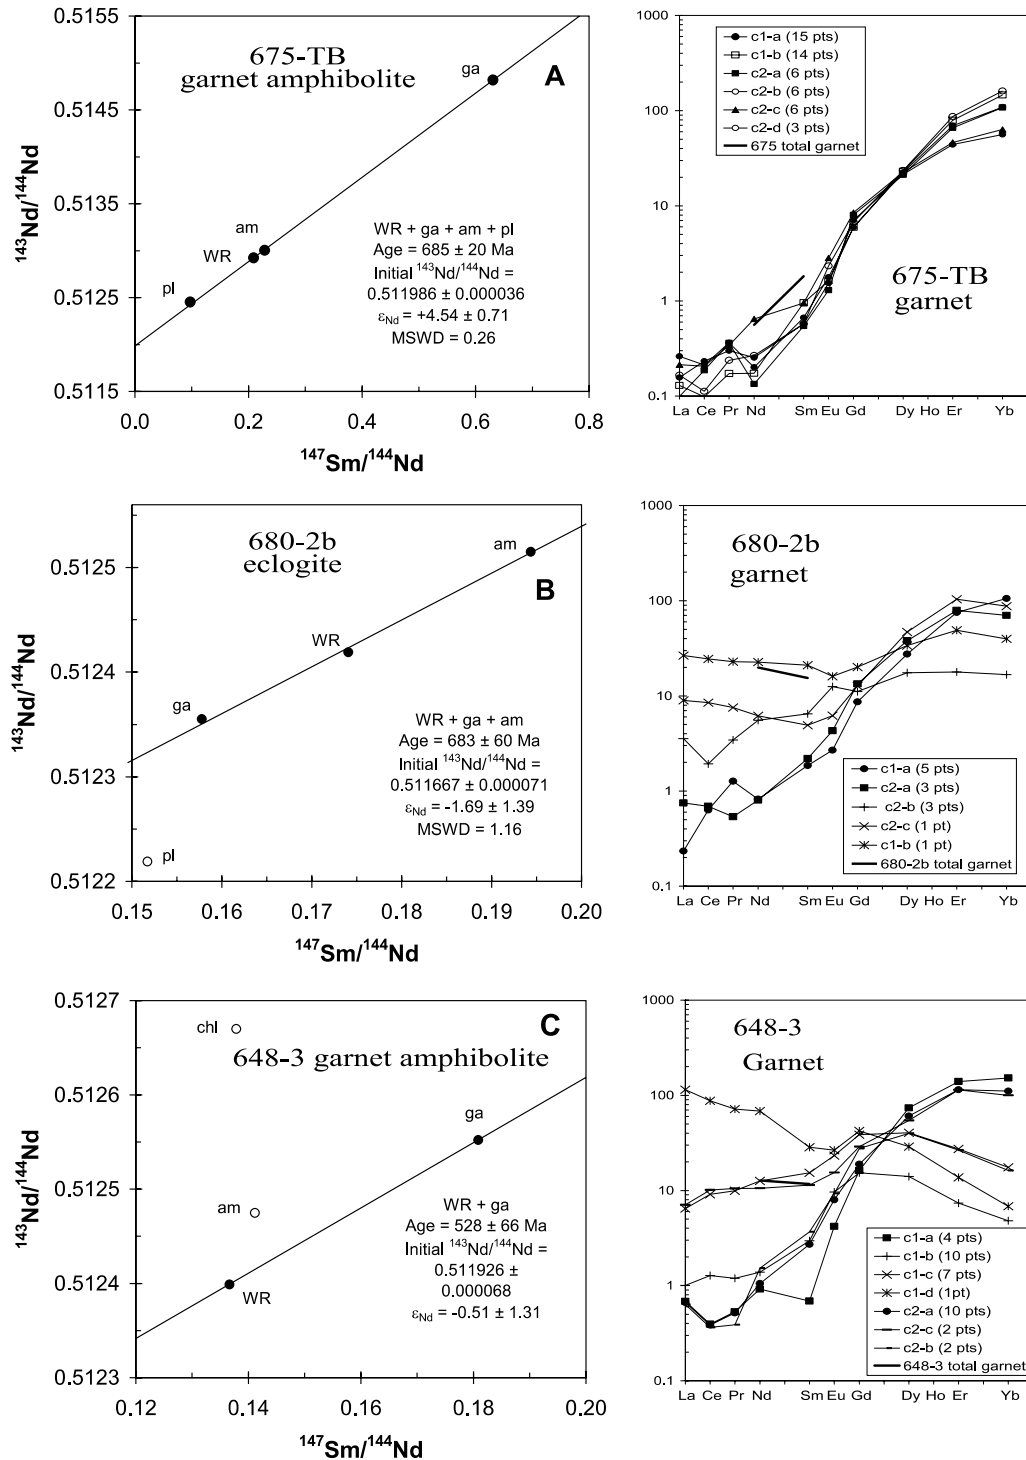 675-TB
garnet amphibolite
A
ga
am
WR
pl
WR + ga + am + pl
Age = 685 ± 20 Ma
Initial ¹⁴³Nd/¹⁴⁴Nd =
0.511986 ± 0.000036
εNd = +4.54 ± 0.71
MSWD = 0.26
0.5155
0.5145
0.5135
0.5125
0.5115
¹⁴³Nd/¹⁴⁴Nd
0.0 0.2 0.4 0.6 0.8
¹⁴⁷Sm/¹⁴⁴Nd
1000
100
10
1
0.1
c1-a (15 pts)
c1-b (14 pts)
c2-a (6 pts)
c2-b (6 pts)
c2-c (6 pts)
c2-d (3 pts)
675 total garnet
675-TB
garnet
La Ce Pr Nd Sm Eu Gd Dy Ho Er Yb
680-2b
eclogite
B
am
WR
ga
pl
WR + ga + am
Age = 683 ± 60 Ma
Initial ¹⁴³Nd/¹⁴⁴Nd =
0.511667 ± 0.000071
εNd = -1.69 ± 1.39
MSWD = 1.16
0.5125
0.5124
0.5123
0.5122
¹⁴³Nd/¹⁴⁴Nd
0.15 0.16 0.17 0.18 0.19 0.20
¹⁴⁷Sm/¹⁴⁴Nd
1000
100
10
1
0.1
680-2b
garnet
c1-a (5 pts)
c2-a (3 pts)
c2-b (3 pts)
c2-c (1 pt)
c1-b (1 pt)
680-2b total garnet
La Ce Pr Nd Sm Eu Gd Dy Ho Er Yb
C
chl
648-3 garnet amphibolite
ga
am
WR
WR + ga
Age = 528 ± 66 Ma
Initial ¹⁴³Nd/¹⁴⁴Nd =
0.511926 ±
0.000068
εNd = -0.51 ± 1.31
0.5127
0.5126
0.5125
0.5124
0.5123
¹⁴³Nd/¹⁴⁴Nd
0.12 0.14 0.16 0.18 0.20
¹⁴⁷Sm/¹⁴⁴Nd
1000
100
10
1
0.1
648-3
Garnet
c1-a (4 pts)
c1-b (10 pts)
c1-c (7 pts)
c1-d (1pt)
c2-a (10 pts)
c2-c (2 pts)
c2-b (2 pts)
648-3 total garnet
La Ce Pr Nd Sm Eu Gd Dy Ho Er Yb